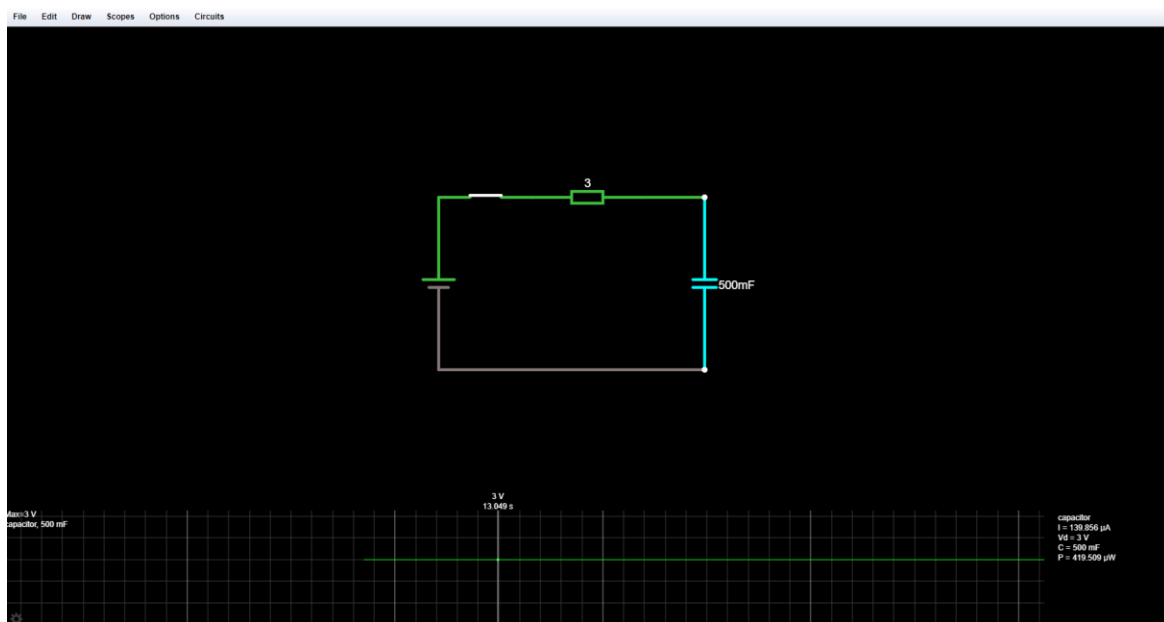 File Edit Draw Scopes Options Circuits
3
500mF
3 V
13.049 s
Max=3 V
capacitor, 500 mF
capacitor
I = 139.856 µA
Vd = 3 V
C = 500 mF
P = 419.509 µW